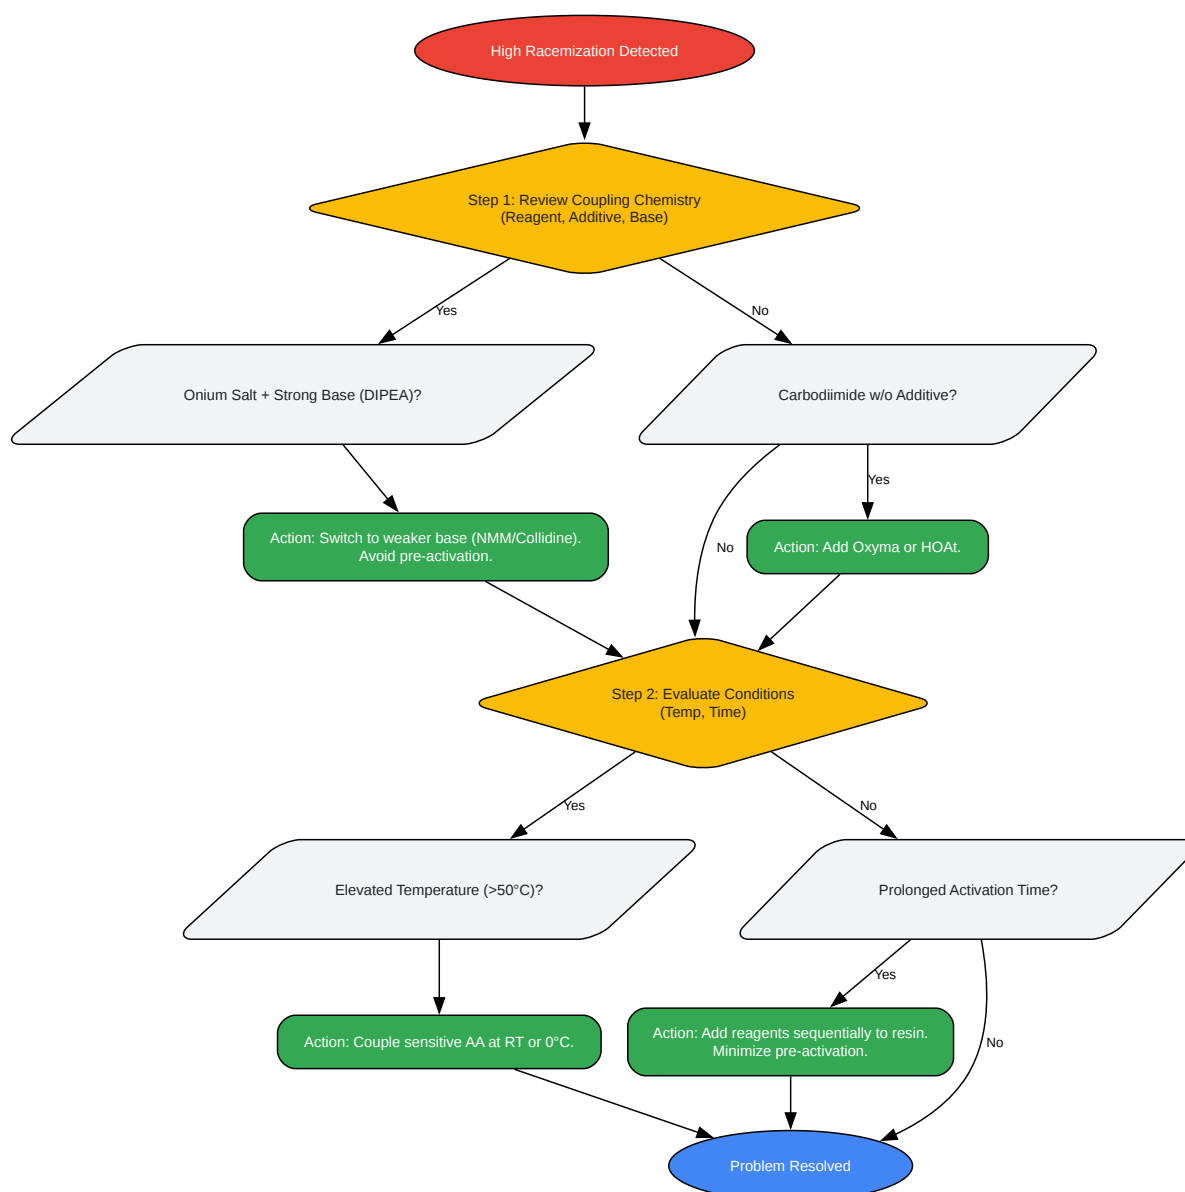 High Racemization Detected
Step 1: Review Coupling Chemistry
(Reagent, Additive, Base)
Yes
No
Onium Salt + Strong Base (DIPEA)?
Carbodiimide w/o Additive?
Yes
Action: Switch to weaker base (NMM/Collidine).
Avoid pre-activation.
No
Action: Add Oxyma or HOAt.
Step 2: Evaluate Conditions
(Temp, Time)
Yes
No
Elevated Temperature (>50°C)?
Prolonged Activation Time?
Yes
Action: Couple sensitive AA at RT or 0°C.
Action: Add reagents sequentially to resin.
Minimize pre-activation.
No
Problem Resolved